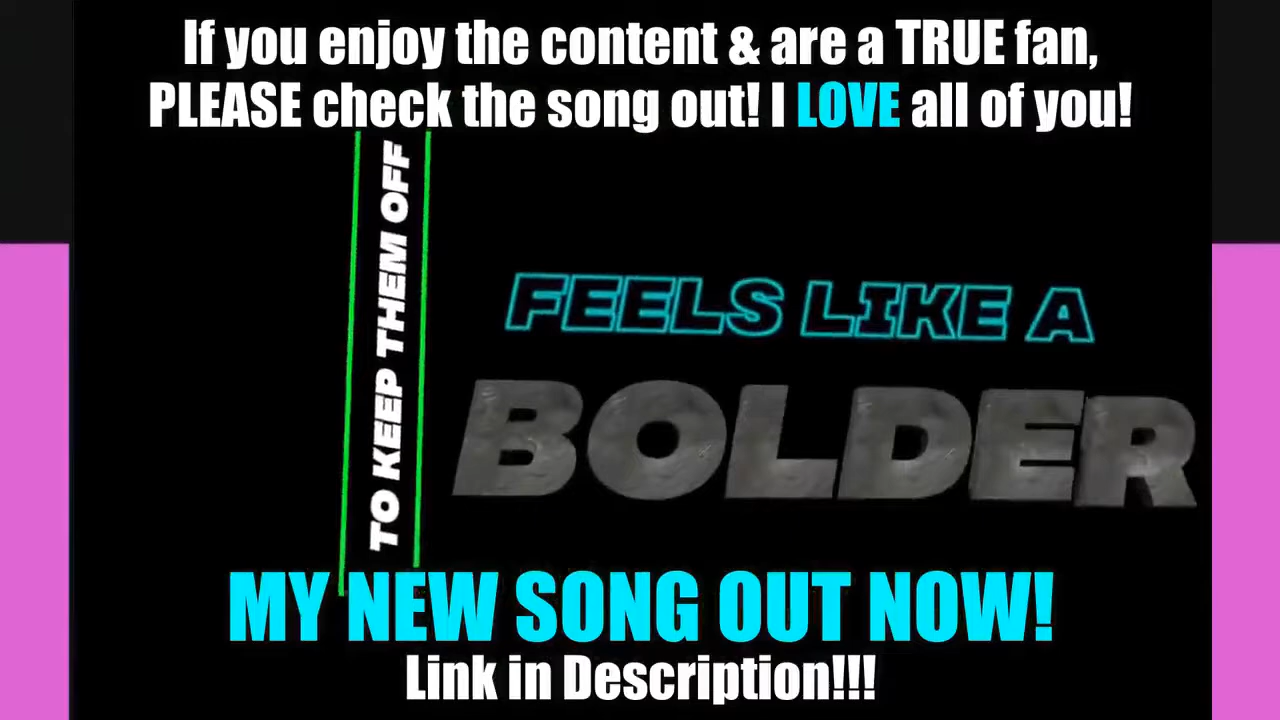 If you enjoy the content & are a TRUE fan,
PLEASE check the song out! I LOVE all of you!
TO KEEP THEM OFF
FEELS LIKE A
BOLDER
MY NEW SONG OUT NOW!
Link in Description!!!